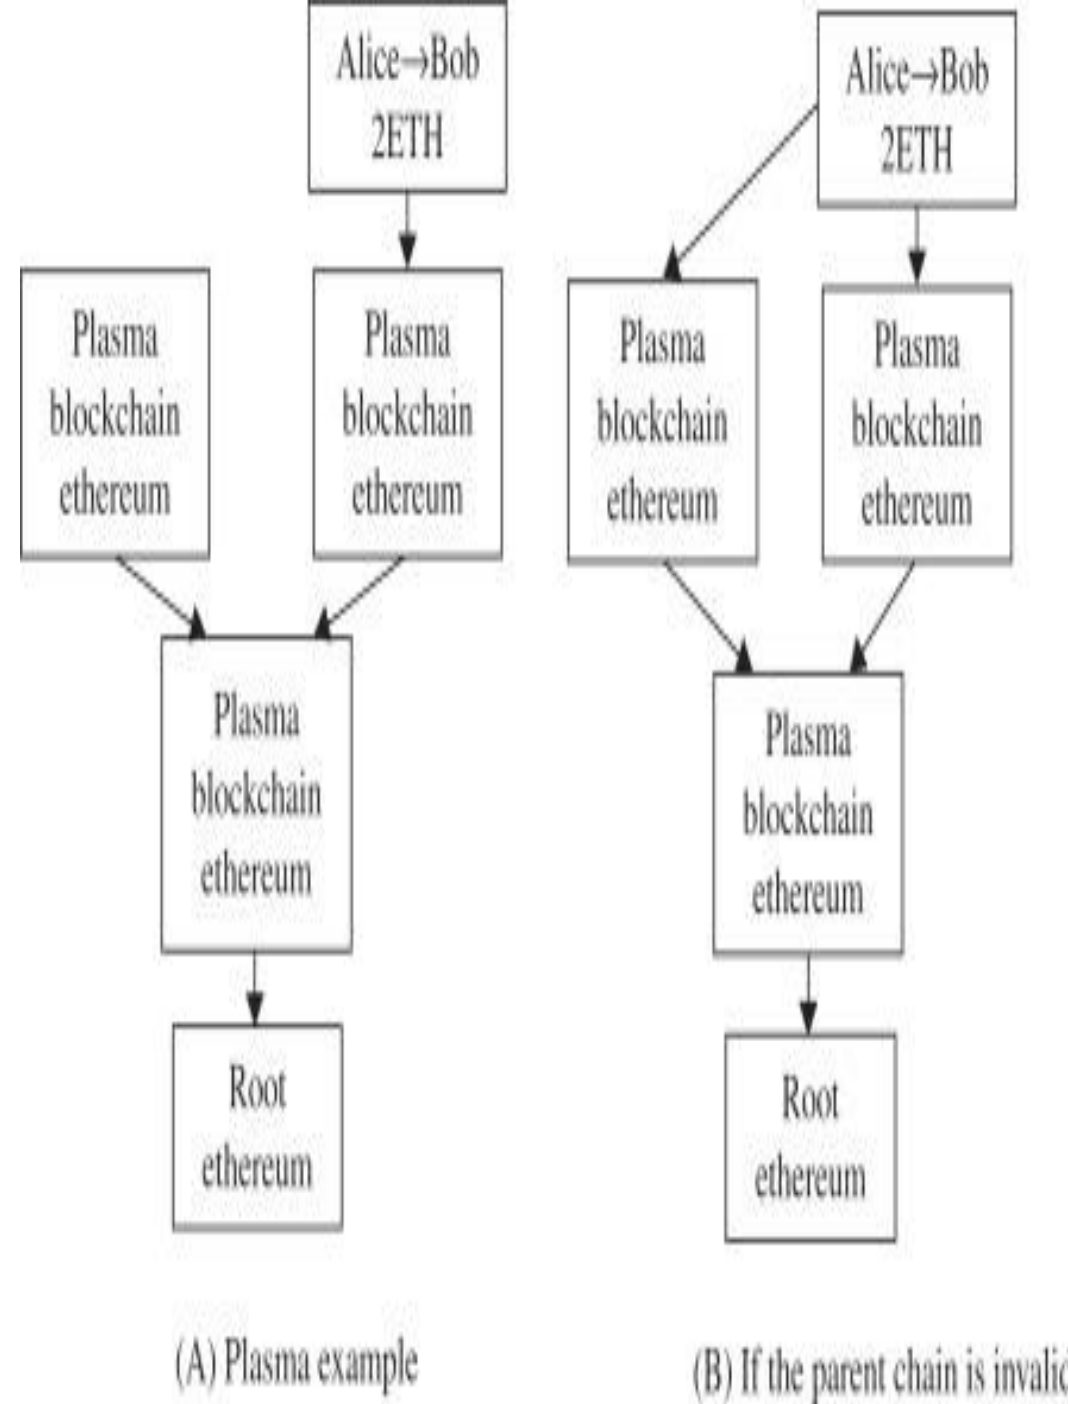 Alice→Bob
2ETH
Plasma
blockchain
ethereum
Plasma
blockchain
ethereum
Plasma
blockchain
ethereum
Root
ethereum
(A) Plasma example
Alice→Bob
2ETH
Plasma
blockchain
ethereum
Plasma
blockchain
ethereum
Plasma
blockchain
ethereum
Root
ethereum
(B) If the parent chain is invalid